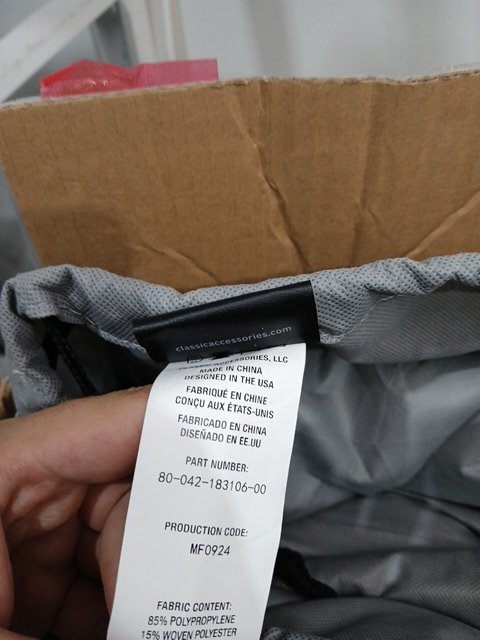 classicaccessories.com
CLASSIC ACCESSORIES, LLC
MADE IN CHINA
DESIGNED IN THE USA
FABRIQUÉ EN CHINE
CONÇU AUX ÉTATS-UNIS
FABRICADO EN CHINA
DISEÑADO EN EE.UU
PART NUMBER:
80-042-183106-00
PRODUCTION CODE:
MF0924
FABRIC CONTENT:
85% POLYPROPYLENE
15% WOVEN POLYESTER